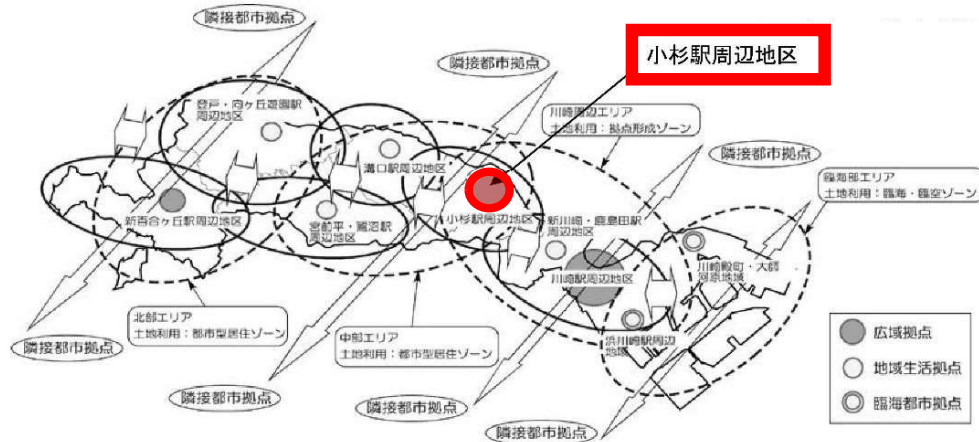 隣接都市拠点
隣接都市拠点
小杉駅周辺地区
登戸・向ヶ丘遊園駅
周辺地区
川崎周辺エリア
土地利用：拠点形成ゾーン
溝口駅周辺地区
隣接都市拠点
臨海部エリア
土地利用：臨海・臨空ゾーン
新百合ヶ丘駅周辺地区
宮前平・鷺沼駅
周辺地区
小杉駅周辺地区
新川崎・鹿島田駅
周辺地区
川崎駅周辺地区
川崎殿町・大師
河原地域
北部エリア
土地利用：都市型居住ゾーン
中部エリア
土地利用：都市型居住ゾーン
浜川崎駅周辺
地域
隣接都市拠点
隣接都市拠点
隣接都市拠点
隣接都市拠点
広域拠点
地域生活拠点
臨海都市拠点